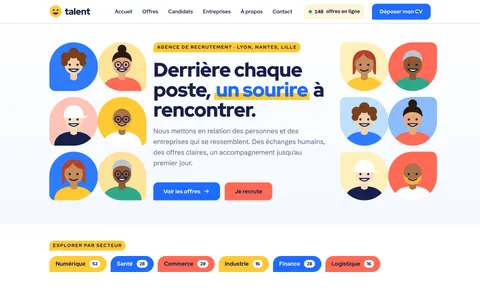 talent
Accueil Offres Candidats Entreprises À propos Contact
148 offres en ligne
Déposer mon CV
AGENCE DE RECRUTEMENT · LYON, NANTES, LILLE
Derrière chaque
poste, un sourire à
rencontrer.
Nous mettons en relation des personnes et des
entreprises qui se ressemblent. Des échanges humains,
des offres claires, un accompagnement jusqu'au
premier jour.
Voir les offres →
Je recrute
EXPLORER PAR SECTEUR
Numérique 52
Santé 28
Commerce 28
Industrie 16
Finance 28
Logistique 16